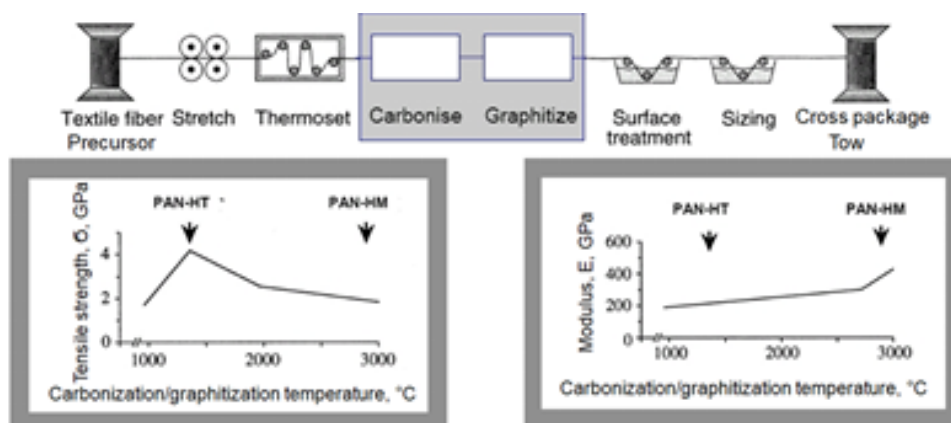 Textile fiber
Precursor
Stretch
Thermoset
Carbonise
Graphitize
Surface
treatment
Sizing
Cross package
Tow
Tensile strength, σ, GPa
PAN-HT
PAN-HM
4
2
0
1000
2000
3000
Carbonization/graphitization temperature, °C
Modulus, E, GPa
PAN-HT
PAN-HM
600
400
200
0
1000
2000
3000
Carbonization/graphitization temperature, °C